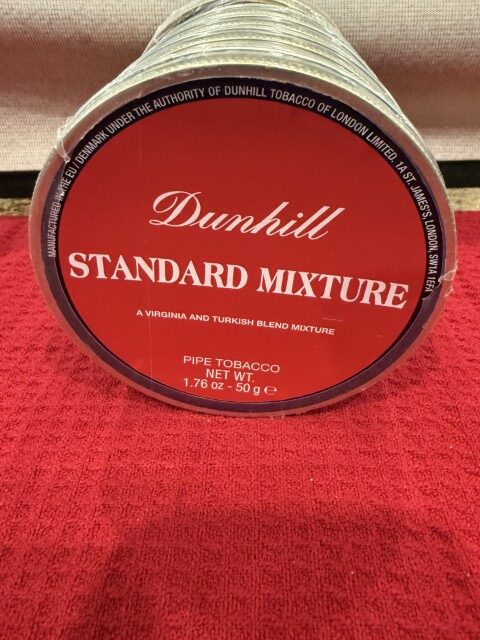 MANUFACTURED IN THE EU / DENMARK UNDER THE AUTHORITY OF DUNHILL TOBACCO OF LONDON LIMITED, 1A ST. JAMES'S, LONDON, SW1A 1EFA
Dunhill
STANDARD MIXTURE
A VIRGINIA AND TURKISH BLEND MIXTURE
PIPE TOBACCO
NET WT.
1.76 oz - 50 g ℮